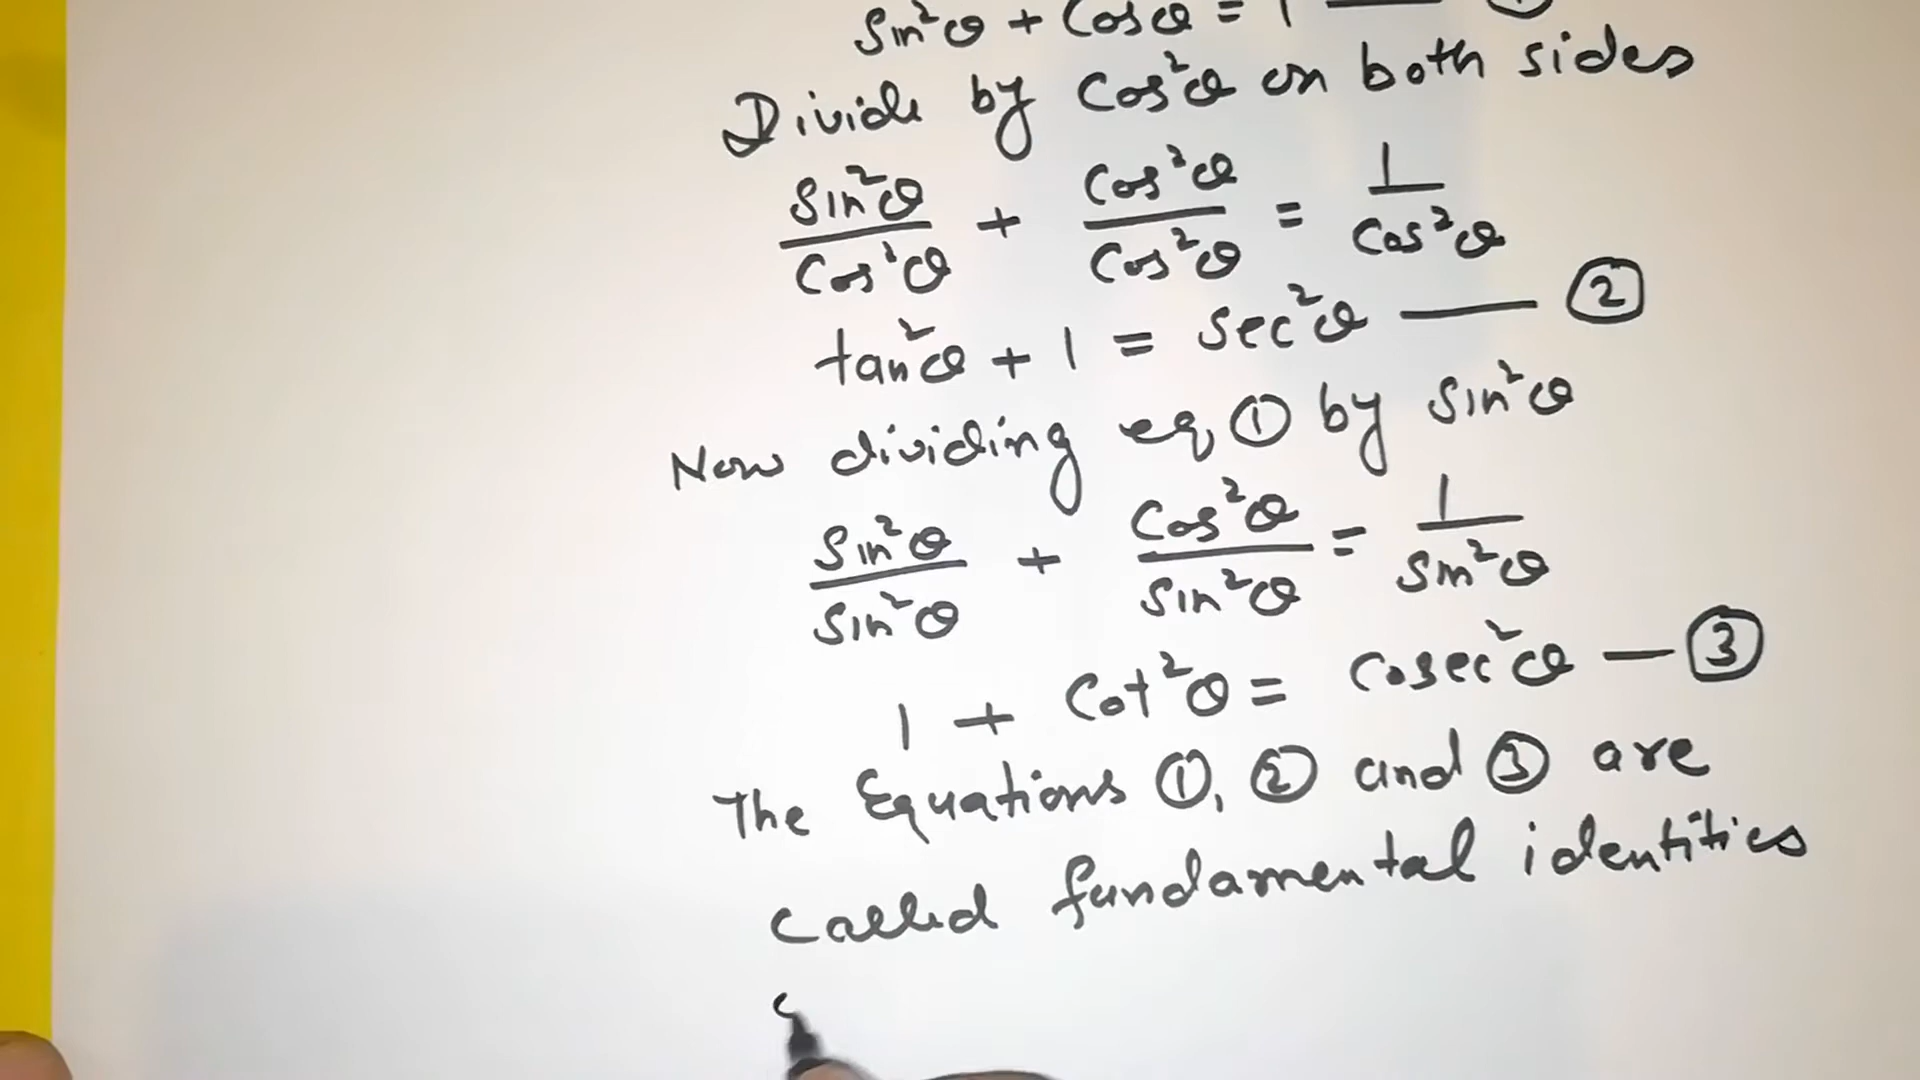 Sin²θ + Cosθ = 1 —— ①
Divide by Cos²θ on both sides
Sin²θ/Cos²θ + Cos²θ/Cos²θ = 1/Cos²θ
tan²θ + 1 = Sec²θ —— ②
Now dividing eq ① by Sin²θ
Sin²θ/Sin²θ + Cos²θ/Sin²θ = 1/Sin²θ
1 + Cot²θ = Cosec²θ — ③
The Equations ①, ② and ③ are
Called fundamental identities